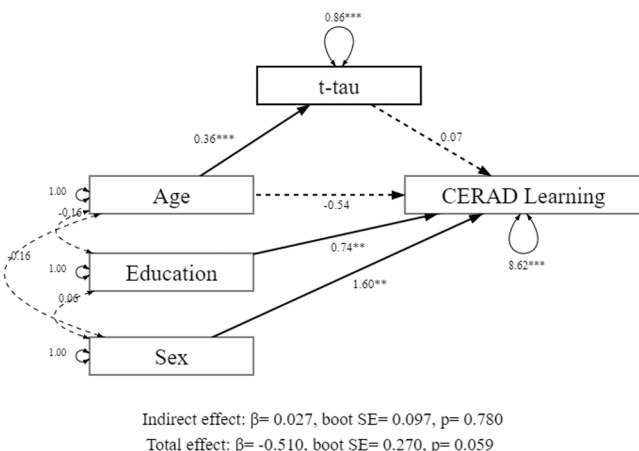 0.86***
t-tau
0.36***
0.07
1.00
Age
-0.54
CERAD Learning
-0.16
-0.16
1.00
Education
0.74**
8.62***
0.06
1.60**
1.00
Sex
Indirect effect: β= 0.027, boot SE= 0.097, p= 0.780
Total effect: β= -0.510, boot SE= 0.270, p= 0.059